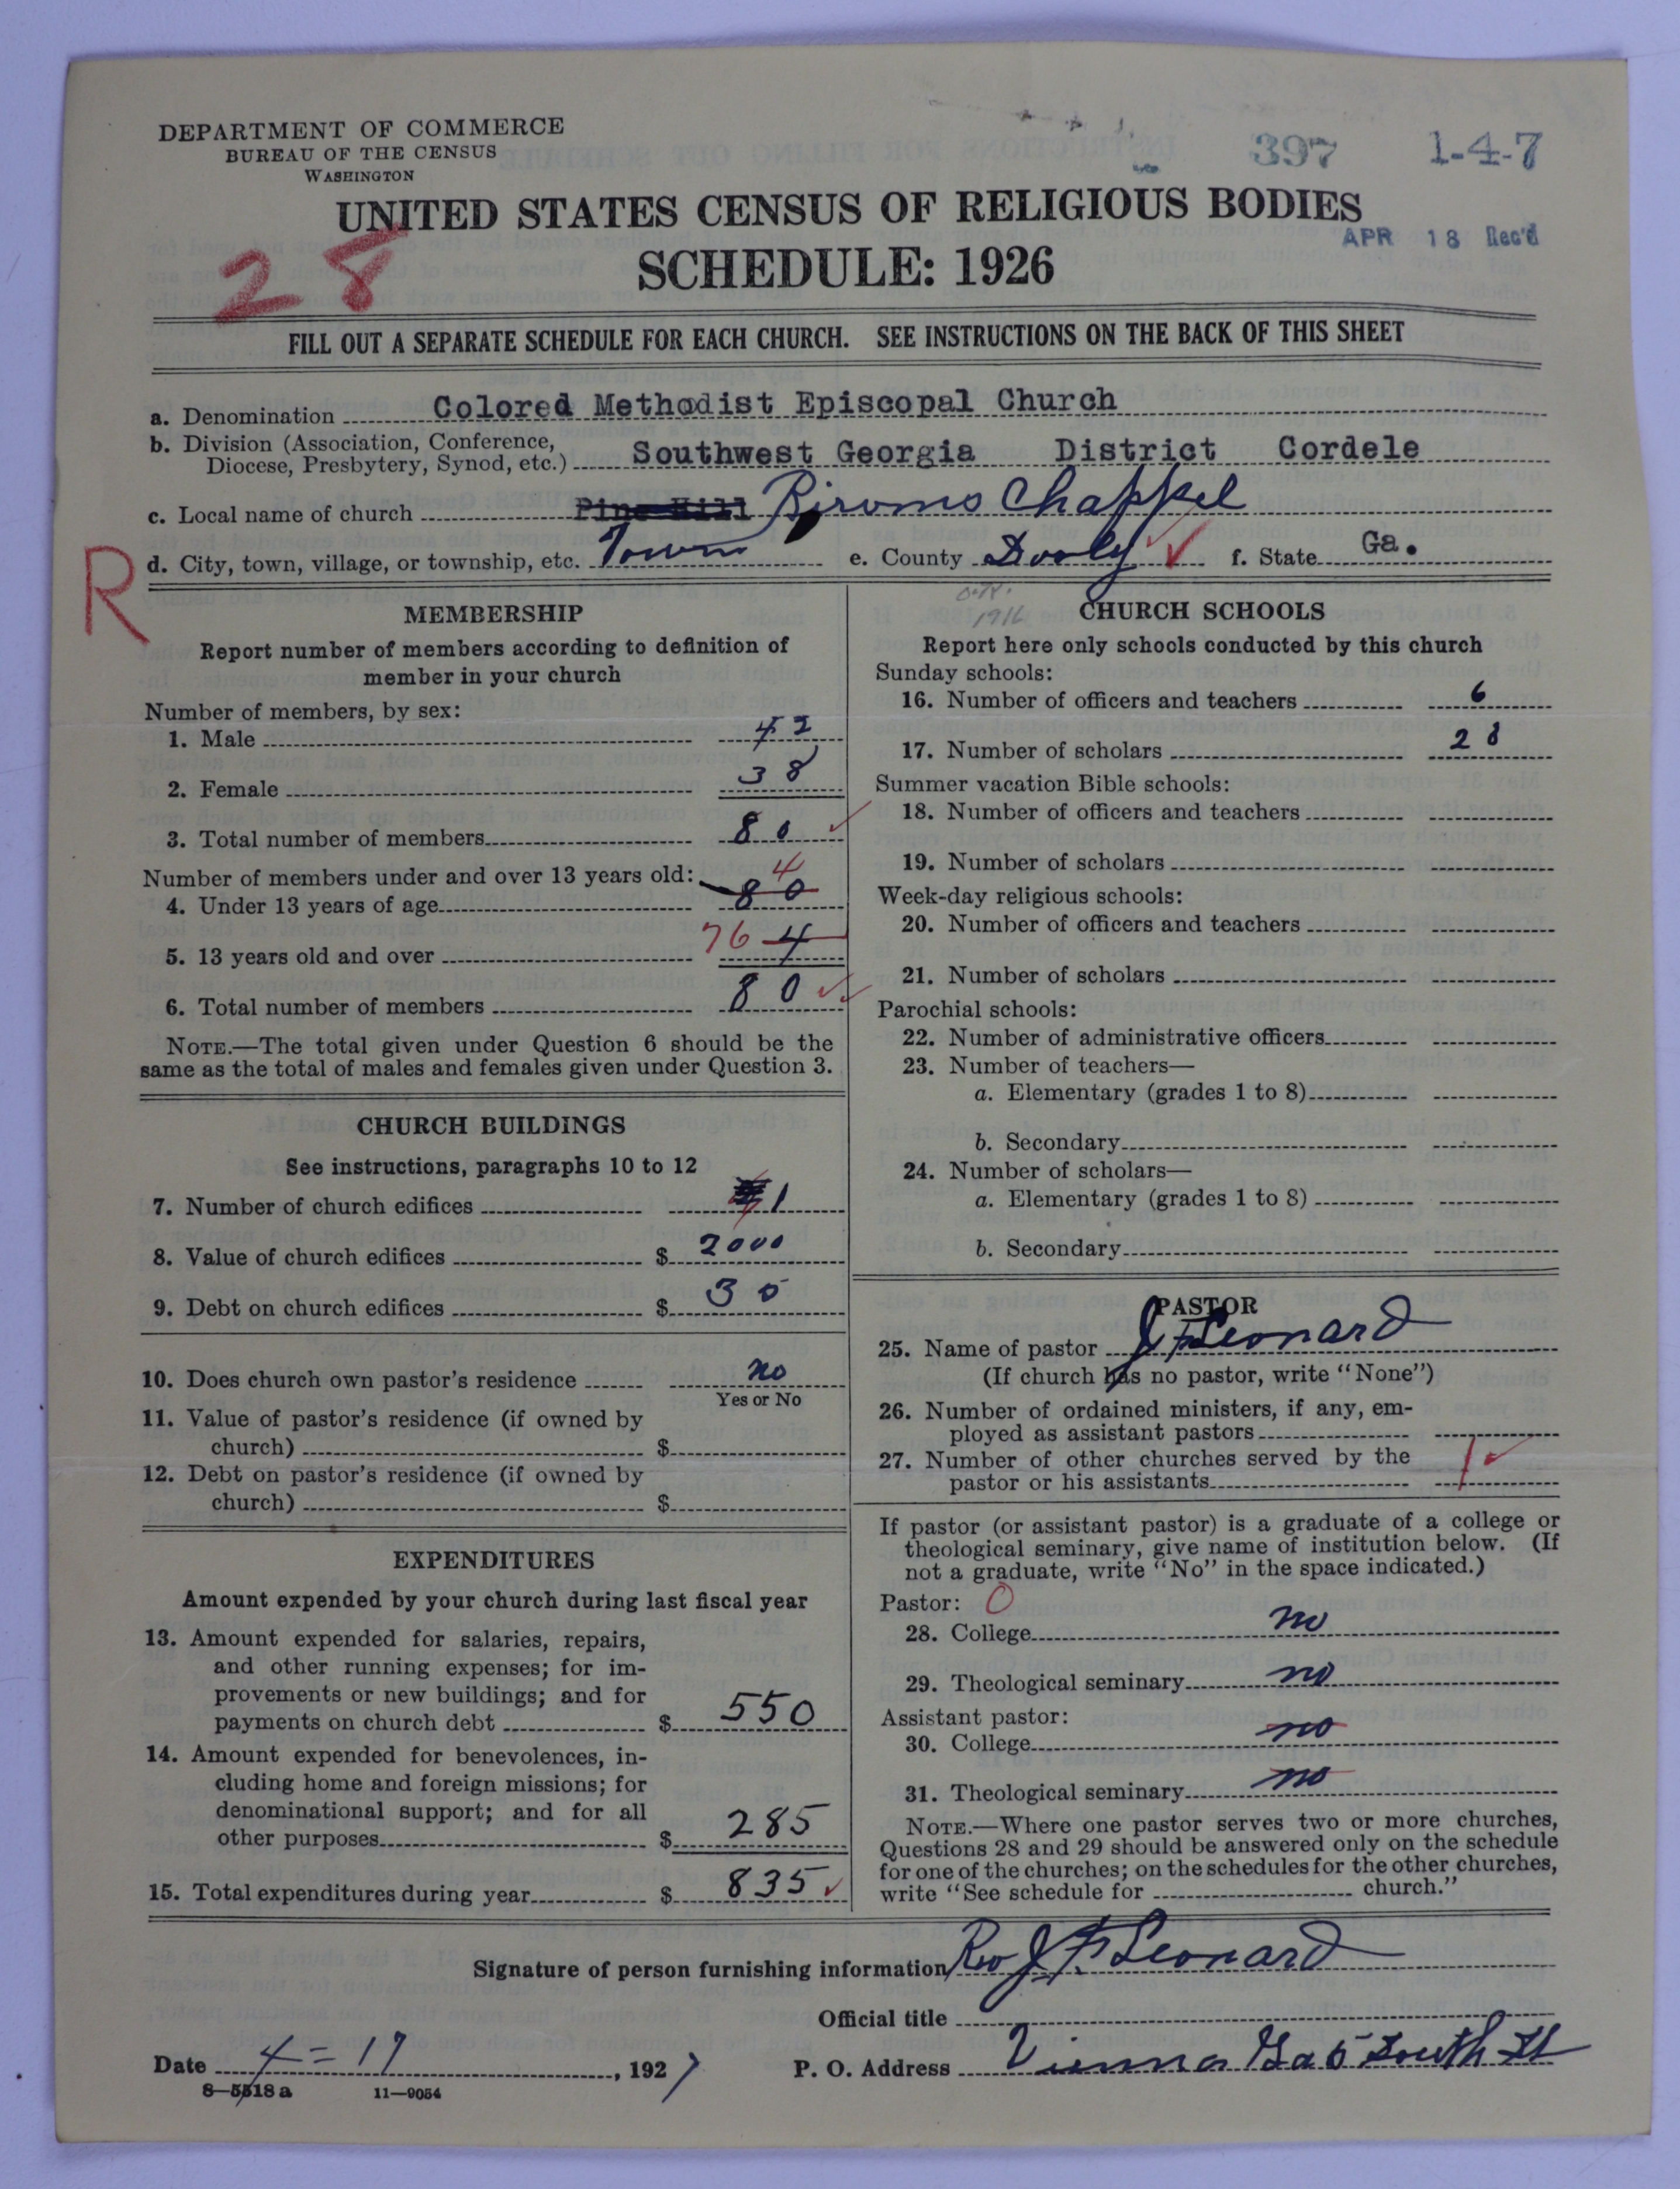 DEPARTMENT OF COMMERCE
BUREAU OF THE CENSUS
WASHINGTON
397 1-4-7
UNITED STATES CENSUS OF RELIGIOUS BODIES
APR 18 Rec'd
28
SCHEDULE: 1926
FILL OUT A SEPARATE SCHEDULE FOR EACH CHURCH. SEE INSTRUCTIONS ON THE BACK OF THIS SHEET
a. Denomination Colored Methodist Episcopal Church
b. Division (Association, Conference, Diocese, Presbytery, Synod, etc.) Southwest Georgia District Cordele
c. Local name of church Pine Hill Chappel
d. City, town, village, or township, etc. Town e. County Dooly f. State Ga.
R
MEMBERSHIP
Report number of members according to definition of
member in your church
Number of members, by sex:
1. Male 42
2. Female 38
3. Total number of members 80
Number of members under and over 13 years old:
4
4. Under 13 years of age 80
5. 13 years old and over 76 4
6. Total number of members 80
NOTE.—The total given under Question 6 should be the
same as the total of males and females given under Question 3.
CHURCH BUILDINGS
See instructions, paragraphs 10 to 12
7. Number of church edifices 1
8. Value of church edifices $ 2000
9. Debt on church edifices $ 30
10. Does church own pastor's residence no
Yes or No
11. Value of pastor's residence (if owned by
church) $
12. Debt on pastor's residence (if owned by
church) $
EXPENDITURES
Amount expended by your church during last fiscal year
13. Amount expended for salaries, repairs,
and other running expenses; for im-
provements or new buildings; and for
payments on church debt $ 550
14. Amount expended for benevolences, in-
cluding home and foreign missions; for
denominational support; and for all
other purposes $ 285
15. Total expenditures during year $ 835
1916
CHURCH SCHOOLS
Report here only schools conducted by this church
Sunday schools:
16. Number of officers and teachers 6
17. Number of scholars 28
Summer vacation Bible schools:
18. Number of officers and teachers
19. Number of scholars
Week-day religious schools:
20. Number of officers and teachers
21. Number of scholars
Parochial schools:
22. Number of administrative officers
23. Number of teachers—
a. Elementary (grades 1 to 8)
b. Secondary
24. Number of scholars—
a. Elementary (grades 1 to 8)
b. Secondary
PASTOR
25. Name of pastor J F Leonard
(If church has no pastor, write "None")
26. Number of ordained ministers, if any, em-
ployed as assistant pastors
27. Number of other churches served by the
pastor or his assistants 1
If pastor (or assistant pastor) is a graduate of a college or
theological seminary, give name of institution below. (If
not a graduate, write "No" in the space indicated.)
Pastor: 0
28. College no
29. Theological seminary no
Assistant pastor:
30. College no
31. Theological seminary no
NOTE.—Where one pastor serves two or more churches,
Questions 28 and 29 should be answered only on the schedule
for one of the churches; on the schedules for the other churches,
write "See schedule for church."
Signature of person furnishing information Rev J. F. Leonard
Official title
Date 4=17, 1927 P. O. Address Vienna Ga 5 South St
8—5518a 11—9054